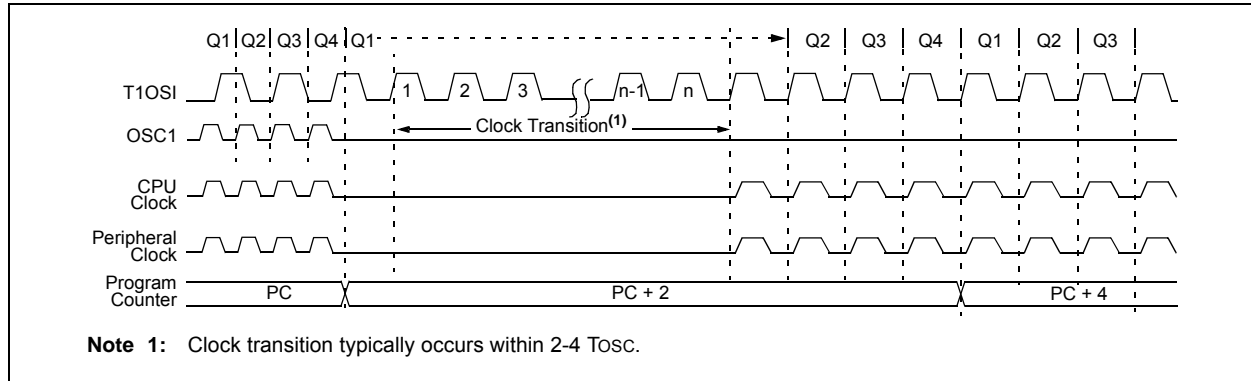 Q1 Q2 Q3 Q4 Q1 Q2 Q3 Q4 Q1 Q2 Q3
T1OSI 1 2 3 n-1 n
Clock Transition(1)
OSC1
CPU
Clock
Peripheral
Clock
Program
Counter
PC PC + 2 PC + 4
Note 1: Clock transition typically occurs within 2-4 TOSC.